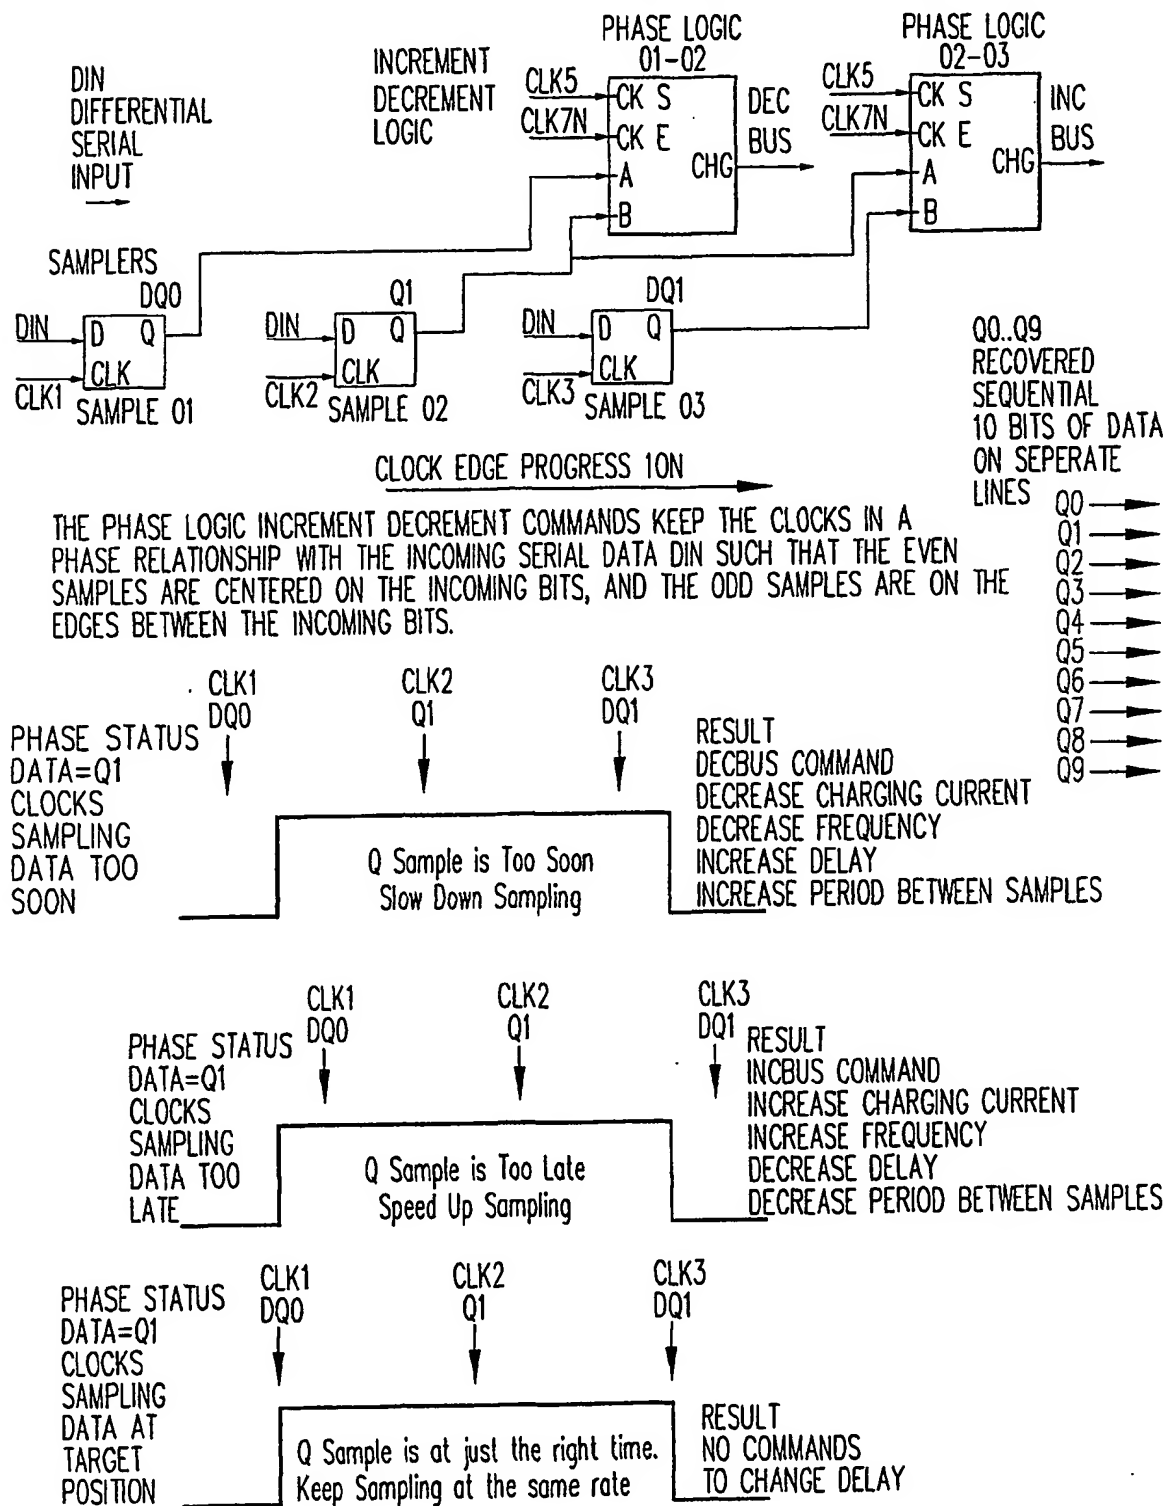 PHASE LOGIC
01-02
PHASE LOGIC
02-03
DIN
DIFFERENTIAL
SERIAL
INPUT
INCREMENT
DECREMENT
LOGIC
CLK5
CLK7N
CK S
CK E
A
B
CHG
DEC
BUS
CLK5
CLK7N
CK S
CK E
A
B
CHG
INC
BUS
SAMPLERS
DQ0
DIN
D Q
CLK
CLK1
SAMPLE 01
Q1
DIN
D Q
CLK
CLK2
SAMPLE 02
DQ1
DIN
D Q
CLK
CLK3
SAMPLE 03
Q0..Q9
RECOVERED
SEQUENTIAL
10 BITS OF DATA
ON SEPERATE
LINES
Q0
Q1
Q2
Q3
Q4
Q5
Q6
Q7
Q8
Q9
CLOCK EDGE PROGRESS 10N
THE PHASE LOGIC INCREMENT DECREMENT COMMANDS KEEP THE CLOCKS IN A
PHASE RELATIONSHIP WITH THE INCOMING SERIAL DATA DIN SUCH THAT THE EVEN
SAMPLES ARE CENTERED ON THE INCOMING BITS, AND THE ODD SAMPLES ARE ON THE
EDGES BETWEEN THE INCOMING BITS.
CLK1
DQ0
CLK2
Q1
CLK3
DQ1
PHASE STATUS
DATA=Q1
CLOCKS
SAMPLING
DATA TOO
SOON
Q Sample is Too Soon
Slow Down Sampling
RESULT
DECBUS COMMAND
DECREASE CHARGING CURRENT
DECREASE FREQUENCY
INCREASE DELAY
INCREASE PERIOD BETWEEN SAMPLES
CLK1
DQ0
CLK2
Q1
CLK3
DQ1
PHASE STATUS
DATA=Q1
CLOCKS
SAMPLING
DATA TOO
LATE
Q Sample is Too Late
Speed Up Sampling
RESULT
INCBUS COMMAND
INCREASE CHARGING CURRENT
INCREASE FREQUENCY
DECREASE DELAY
DECREASE PERIOD BETWEEN SAMPLES
CLK1
DQ0
CLK2
Q1
CLK3
DQ1
PHASE STATUS
DATA=Q1
CLOCKS
SAMPLING
DATA AT
TARGET
POSITION
Q Sample is at just the right time.
Keep Sampling at the same rate
RESULT
NO COMMANDS
TO CHANGE DELAY